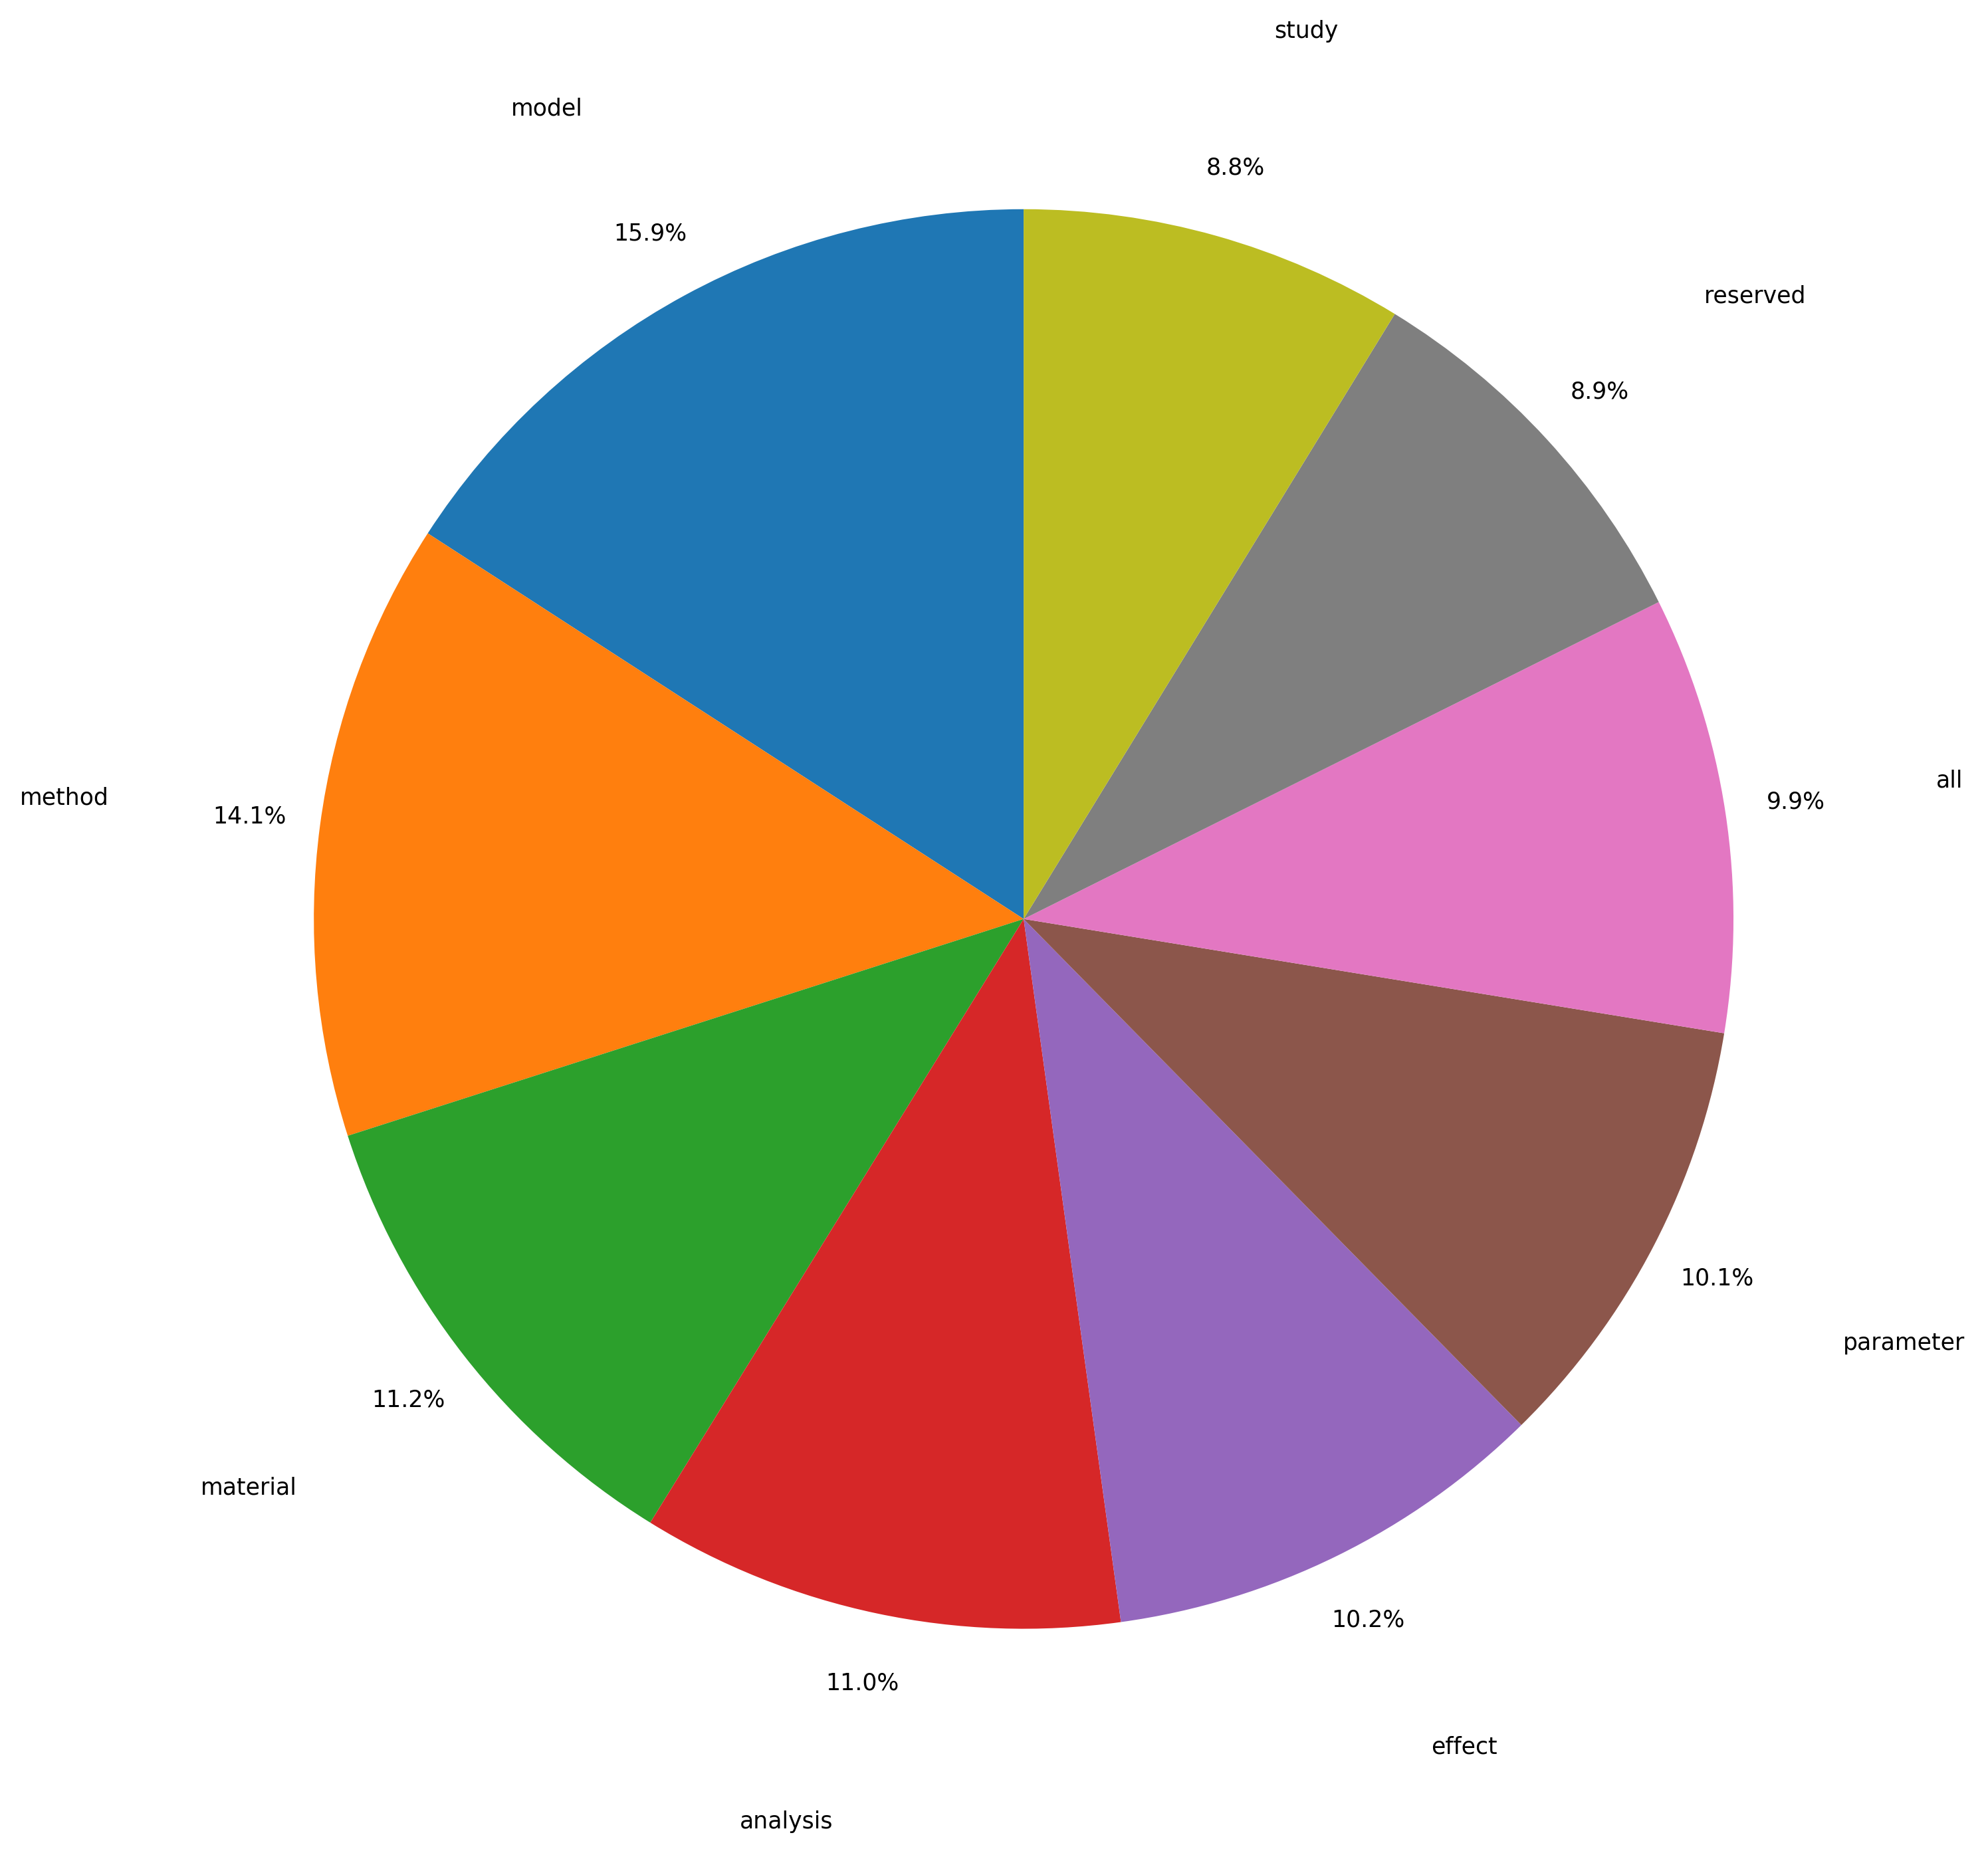 study
model
8.8%
15.9%
reserved
8.9%
all
method
9.9%
14.1%
10.1%
parameter
11.2%
material
10.2%
11.0%
effect
analysis